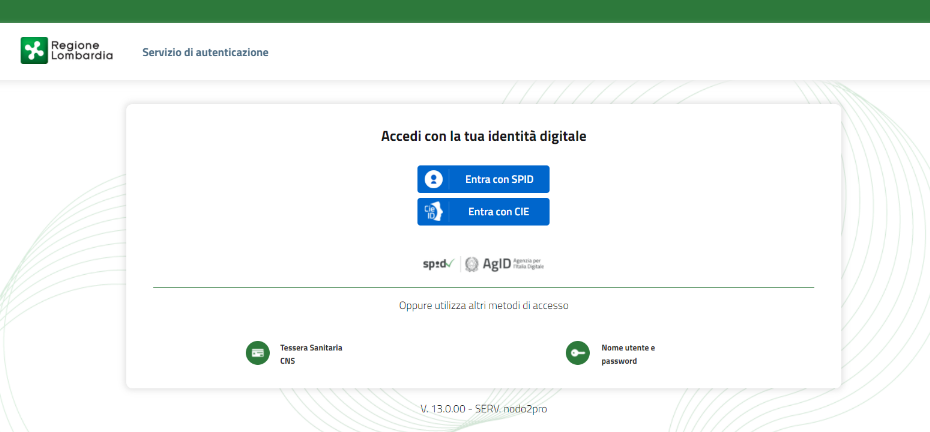 Regione
Lombardia
Servizio di autenticazione
Accedi con la tua identità digitale
Entra con SPID
CIE
ID
Entra con CIE
spid AgID Agenzia per
l'Italia Digitale
Oppure utilizza altri metodi di accesso
Tessera Sanitaria
CNS
Nome utente e
password
V. 13.0.00 - SERV. nodo2pro